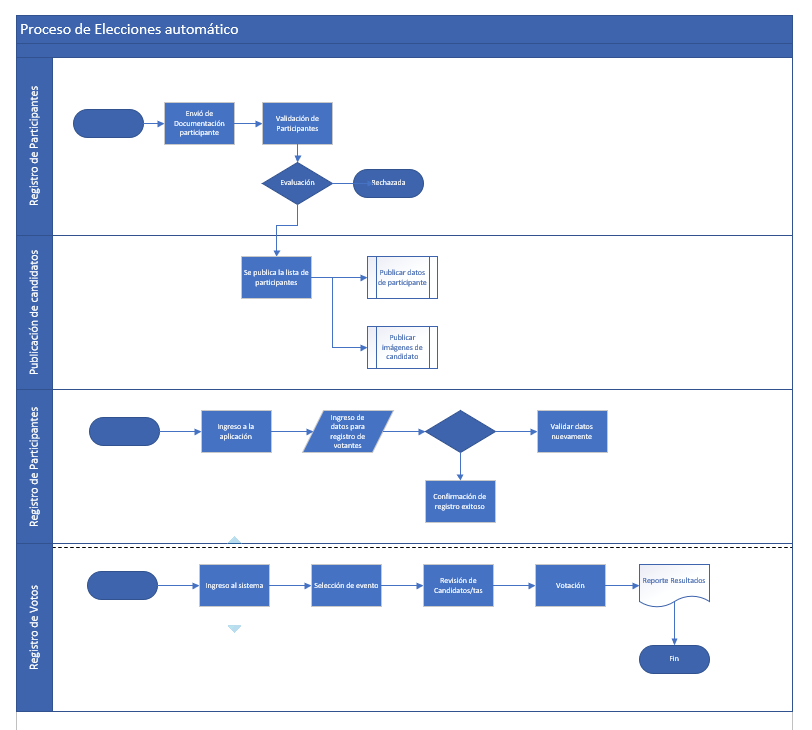 Proceso de Elecciones automático
Registro de Participantes
Envió de
Documentación
participante
Validación de
Participantes
Evaluación
Rechazada
Publicación de candidatos
Se publica la lista de
participantes
Publicar datos
de participante
Publicar
imágenes de
candidato
Registro de Participantes
Ingreso a la
aplicación
Ingreso de
datos para
registro de
votantes
Validar datos
nuevamente
Confirmación de
registro exitoso
Registro de Votos
Ingreso al sistema
Selección de evento
Revisión de
Candidatos/tas
Votación
Reporte Resultados
Fin